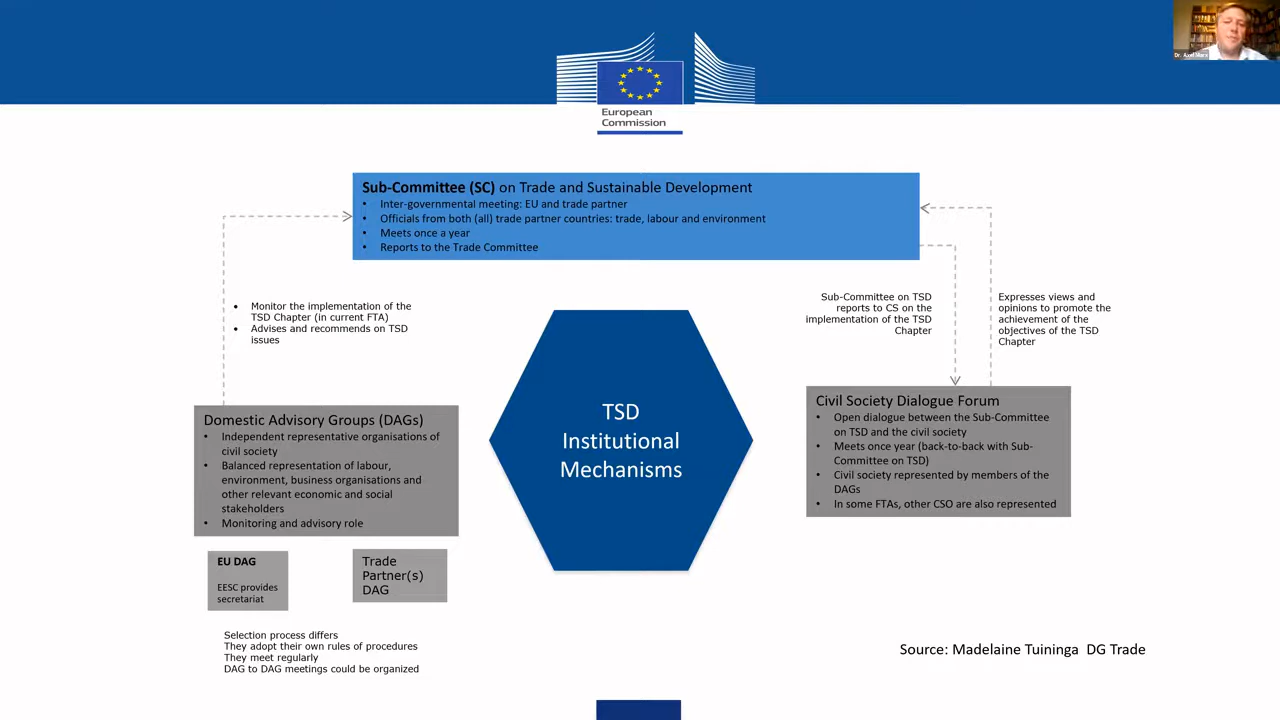 Dr. Axel Marx
European
Commission
Sub-Committee (SC) on Trade and Sustainable Development
• Inter-governmental meeting: EU and trade partner
• Officials from both (all) trade partner countries: trade, labour and environment
• Meets once a year
• Reports to the Trade Committee
• Monitor the implementation of the
TSD Chapter (in current FTA)
• Advises and recommends on TSD
issues
Sub-Committee on TSD
reports to CS on the
implementation of the TSD
Chapter
Expresses views and
opinions to promote the
achievement of the
objectives of the TSD
Chapter
TSD
Institutional
Mechanisms
Domestic Advisory Groups (DAGs)
• Independent representative organisations of
civil society
• Balanced representation of labour,
environment, business organisations and
other relevant economic and social
stakeholders
• Monitoring and advisory role
Civil Society Dialogue Forum
• Open dialogue between the Sub-Committee
on TSD and the civil society
• Meets once year (back-to-back with Sub-
Committee on TSD)
• Civil society represented by members of the
DAGs
• In some FTAs, other CSO are also represented
EU DAG
EESC provides
secretariat
Trade
Partner(s)
DAG
Selection process differs
They adopt their own rules of procedures
They meet regularly
DAG to DAG meetings could be organized
Source: Madelaine Tuininga DG Trade